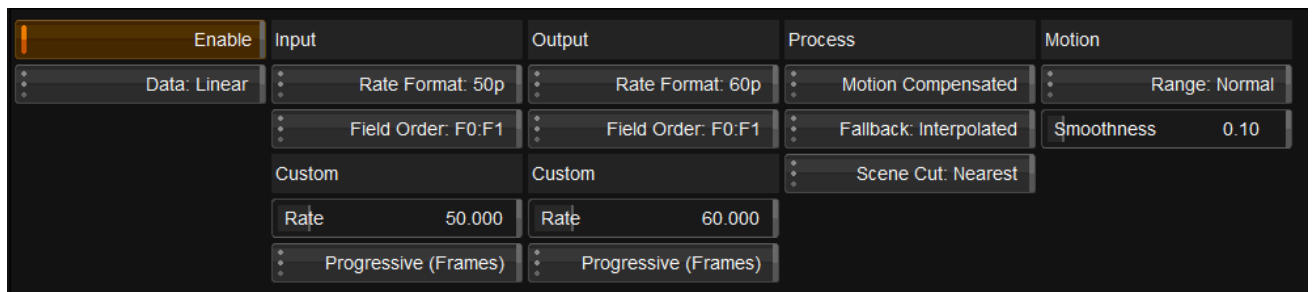 Enable
Input
Output
Process
Motion
Data: Linear
Rate Format: 50p
Rate Format: 60p
Motion Compensated
Range: Normal
Field Order: F0:F1
Field Order: F0:F1
Fallback: Interpolated
Smoothness 0.10
Custom
Custom
Scene Cut: Nearest
Rate 50.000
Rate 60.000
Progressive (Frames)
Progressive (Frames)